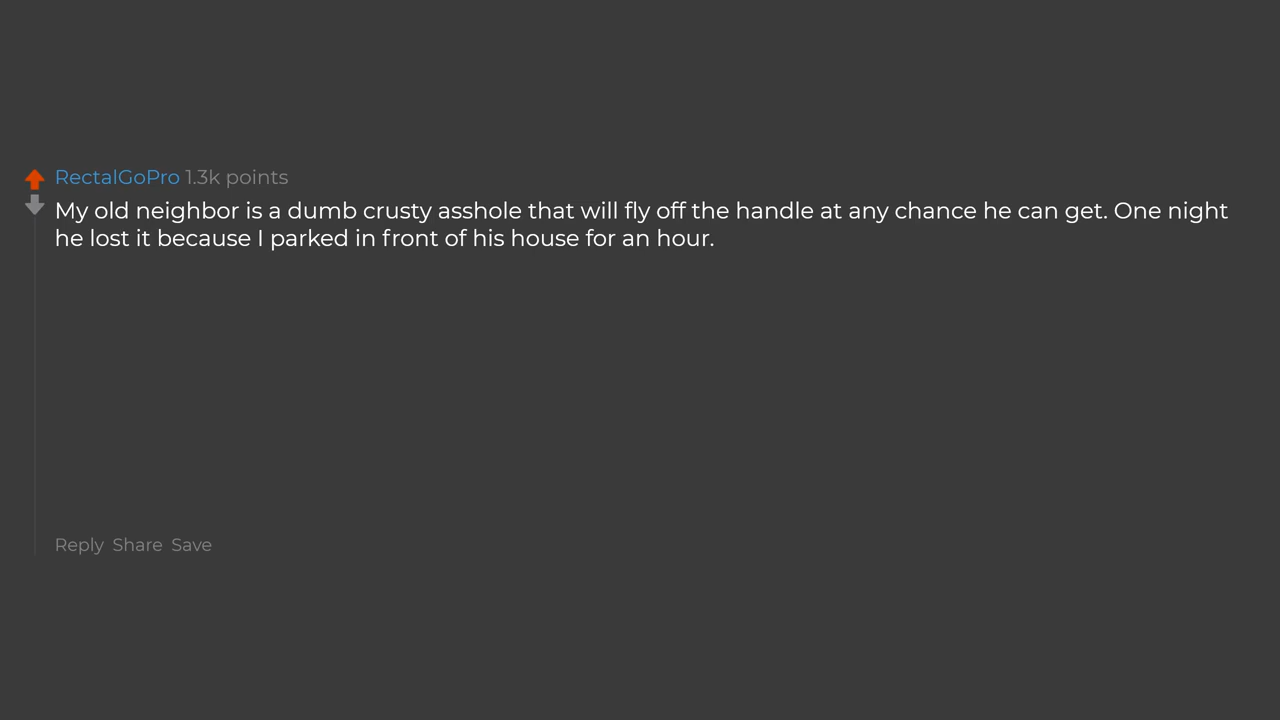 RectalGoPro 1.3k points
My old neighbor is a dumb crusty asshole that will fly off the handle at any chance he can get. One night
he lost it because I parked in front of his house for an hour.
Reply Share Save